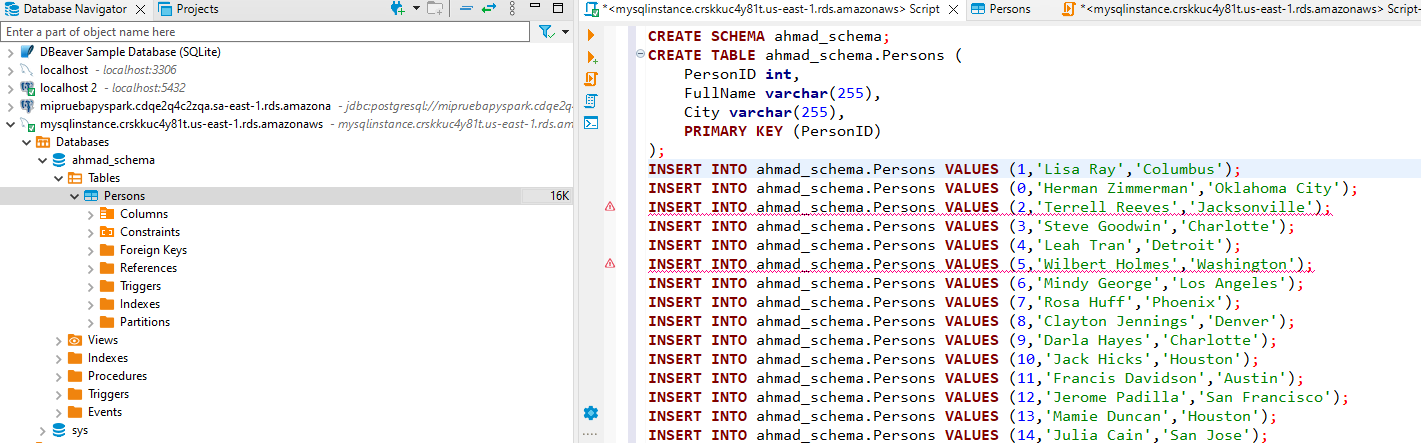 Database Navigator
Projects
Enter a part of object name here
DBeaver Sample Database (SQLite)
localhost - localhost:3306
localhost 2 - localhost:5432
mipruebapyspark.cdqe2q4c2zqa.sa-east-1.rds.amazona - jdbc:postgresql://mipruebapyspark.cdqe2q4
mysqlinstance.crskkuc4y81t.us-east-1.rds.amazonaws - mysqlinstance.crskkuc4y81t.us-east-1.rds.am
Databases
ahmad_schema
Tables
Persons 16K
Columns
Constraints
Foreign Keys
References
Triggers
Indexes
Partitions
Views
Indexes
Procedures
Triggers
Events
sys
*<mysqlinstance.crskkuc4y81t.us-east-1.rds.amazonaws> Script
Persons
*<mysqlinstance.crskkuc4y81t.us-east-1.rds.amazonaws> Script-
CREATE SCHEMA ahmad_schema;
CREATE TABLE ahmad_schema.Persons (
PersonID int,
FullName varchar(255),
City varchar(255),
PRIMARY KEY (PersonID)
);
INSERT INTO ahmad_schema.Persons VALUES (1,'Lisa Ray','Columbus');
INSERT INTO ahmad_schema.Persons VALUES (0,'Herman Zimmerman','Oklahoma City');
INSERT INTO ahmad_schema.Persons VALUES (2,'Terrell Reeves','Jacksonville');
INSERT INTO ahmad_schema.Persons VALUES (3,'Steve Goodwin','Charlotte');
INSERT INTO ahmad_schema.Persons VALUES (4,'Leah Tran','Detroit');
INSERT INTO ahmad_schema.Persons VALUES (5,'Wilbert Holmes','Washington');
INSERT INTO ahmad_schema.Persons VALUES (6,'Mindy George','Los Angeles');
INSERT INTO ahmad_schema.Persons VALUES (7,'Rosa Huff','Phoenix');
INSERT INTO ahmad_schema.Persons VALUES (8,'Clayton Jennings','Denver');
INSERT INTO ahmad_schema.Persons VALUES (9,'Darla Hayes','Charlotte');
INSERT INTO ahmad_schema.Persons VALUES (10,'Jack Hicks','Houston');
INSERT INTO ahmad_schema.Persons VALUES (11,'Francis Davidson','Austin');
INSERT INTO ahmad_schema.Persons VALUES (12,'Jerome Padilla','San Francisco');
INSERT INTO ahmad_schema.Persons VALUES (13,'Mamie Duncan','Houston');
INSERT INTO ahmad_schema.Persons VALUES (14,'Julia Cain','San Jose');